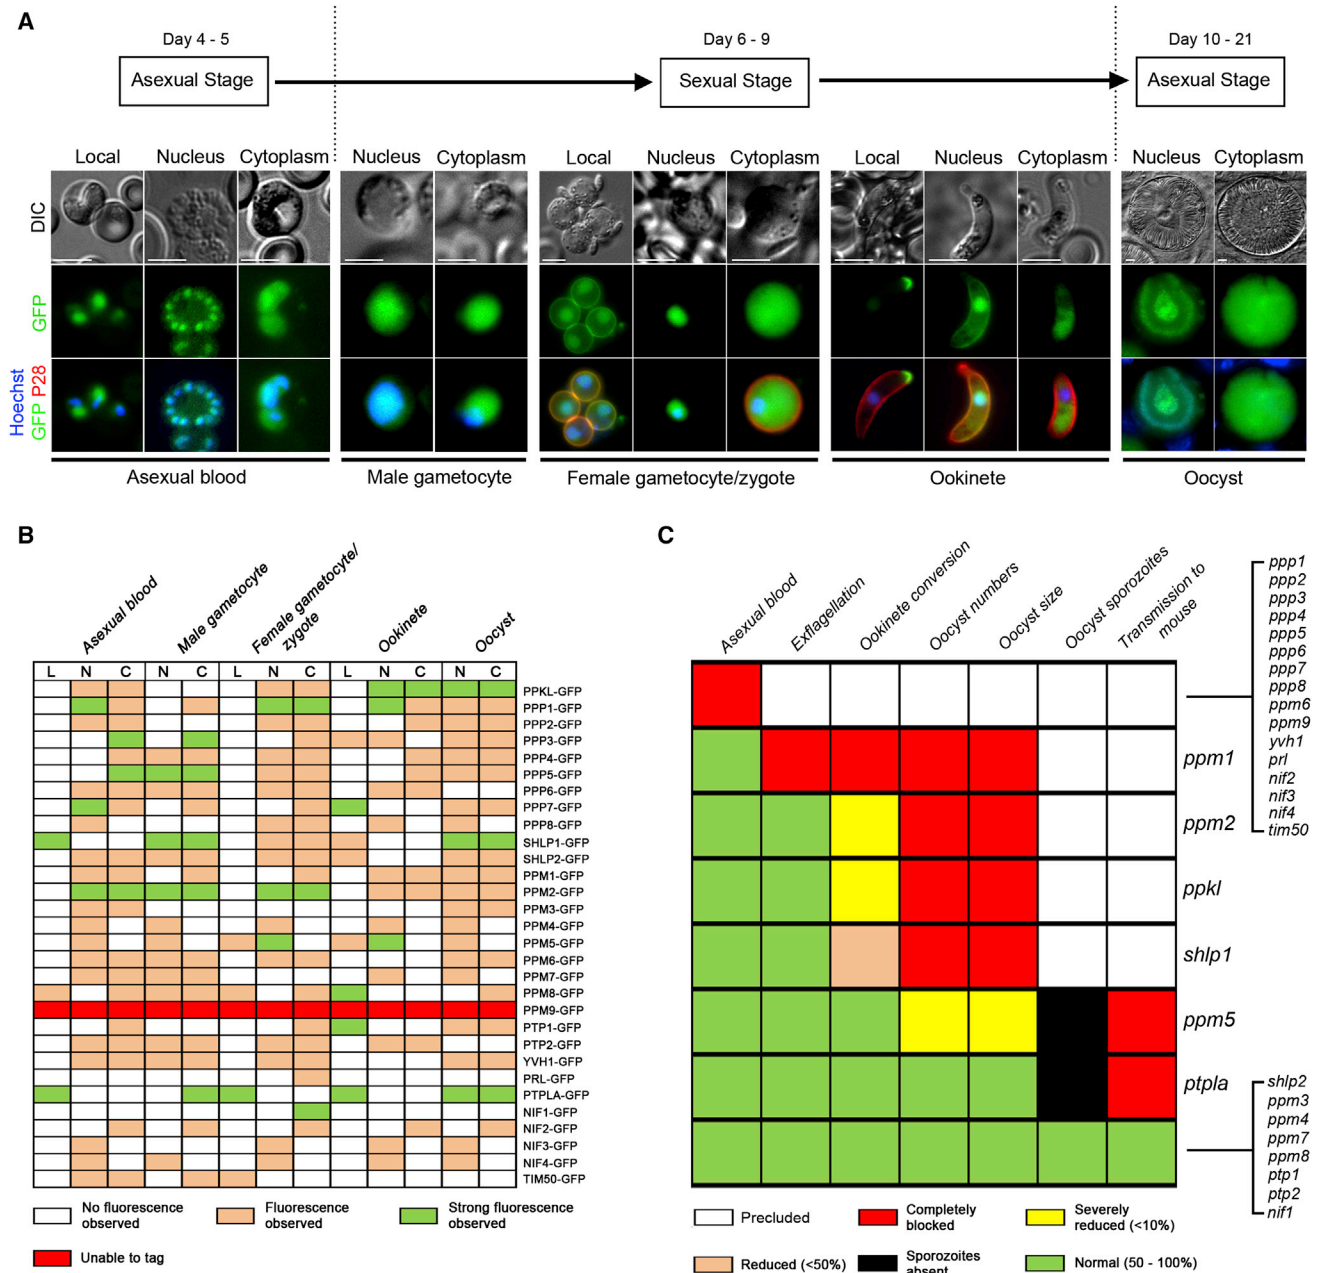 A
Day 4 - 5
Day 6 - 9
Day 10 - 21
Asexual Stage
Sexual Stage
Asexual Stage
Local Nucleus Cytoplasm Nucleus Cytoplasm Local Nucleus Cytoplasm Local Nucleus Cytoplasm Nucleus Cytoplasm
DIC
GFP
Hoechst
GFP P28
Asexual blood
Male gametocyte
Female gametocyte/zygote
Ookinete
Oocyst
B
Asexual blood
Male gametocyte
Female gametocyte/
zygote
Ookinete
Oocyst
L N C N C L N C L N C N C
PPKL-GFP
PPP1-GFP
PPP2-GFP
PPP3-GFP
PPP4-GFP
PPP5-GFP
PPP6-GFP
PPP7-GFP
PPP8-GFP
SHLP1-GFP
SHLP2-GFP
PPM1-GFP
PPM2-GFP
PPM3-GFP
PPM4-GFP
PPM5-GFP
PPM6-GFP
PPM7-GFP
PPM8-GFP
PPM9-GFP
PTP1-GFP
PTP2-GFP
YVH1-GFP
PRL-GFP
PTPLA-GFP
NIF1-GFP
NIF2-GFP
NIF3-GFP
NIF4-GFP
TIM50-GFP
No fluorescence
observed
Fluorescence
observed
Strong fluorescence
observed
Unable to tag
C
Asexual blood
Exflagellation
Ookinete conversion
Oocyst numbers
Oocyst size
Oocyst sporozoites
Transmission to
mouse
ppp1
ppp2
ppp3
ppp4
ppp5
ppp6
ppp7
ppp8
ppm6
ppm9
yvh1
prl
nif2
nif3
nif4
tim50
ppm1
ppm2
ppkl
shlp1
ppm5
ptpla
shlp2
ppm3
ppm4
ppm7
ppm8
ptp1
ptp2
nif1
Precluded
Completely
blocked
Severely
reduced (<10%)
Reduced (<50%)
Sporozoites
absent
Normal (50 - 100%)